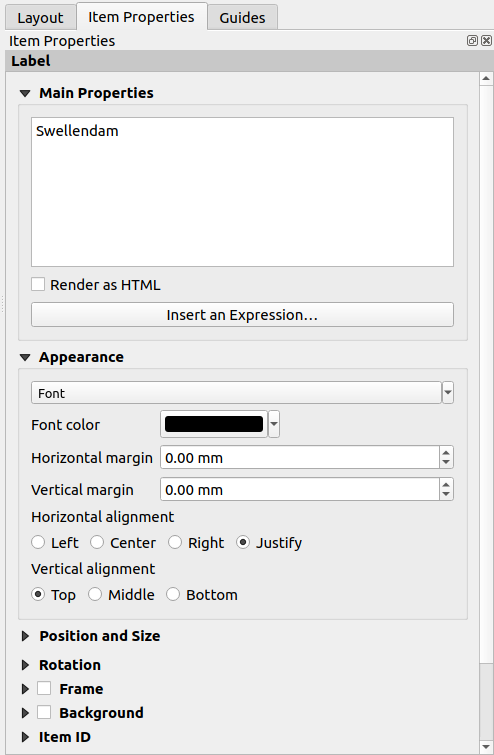 Layout Item Properties Guides
Item Properties
Label
Main Properties
Swellendam
Render as HTML
Insert an Expression…
Appearance
Font
Font color
Horizontal margin 0.00 mm
Vertical margin 0.00 mm
Horizontal alignment
Left Center Right Justify
Vertical alignment
Top Middle Bottom
Position and Size
Rotation
Frame
Background
Item ID